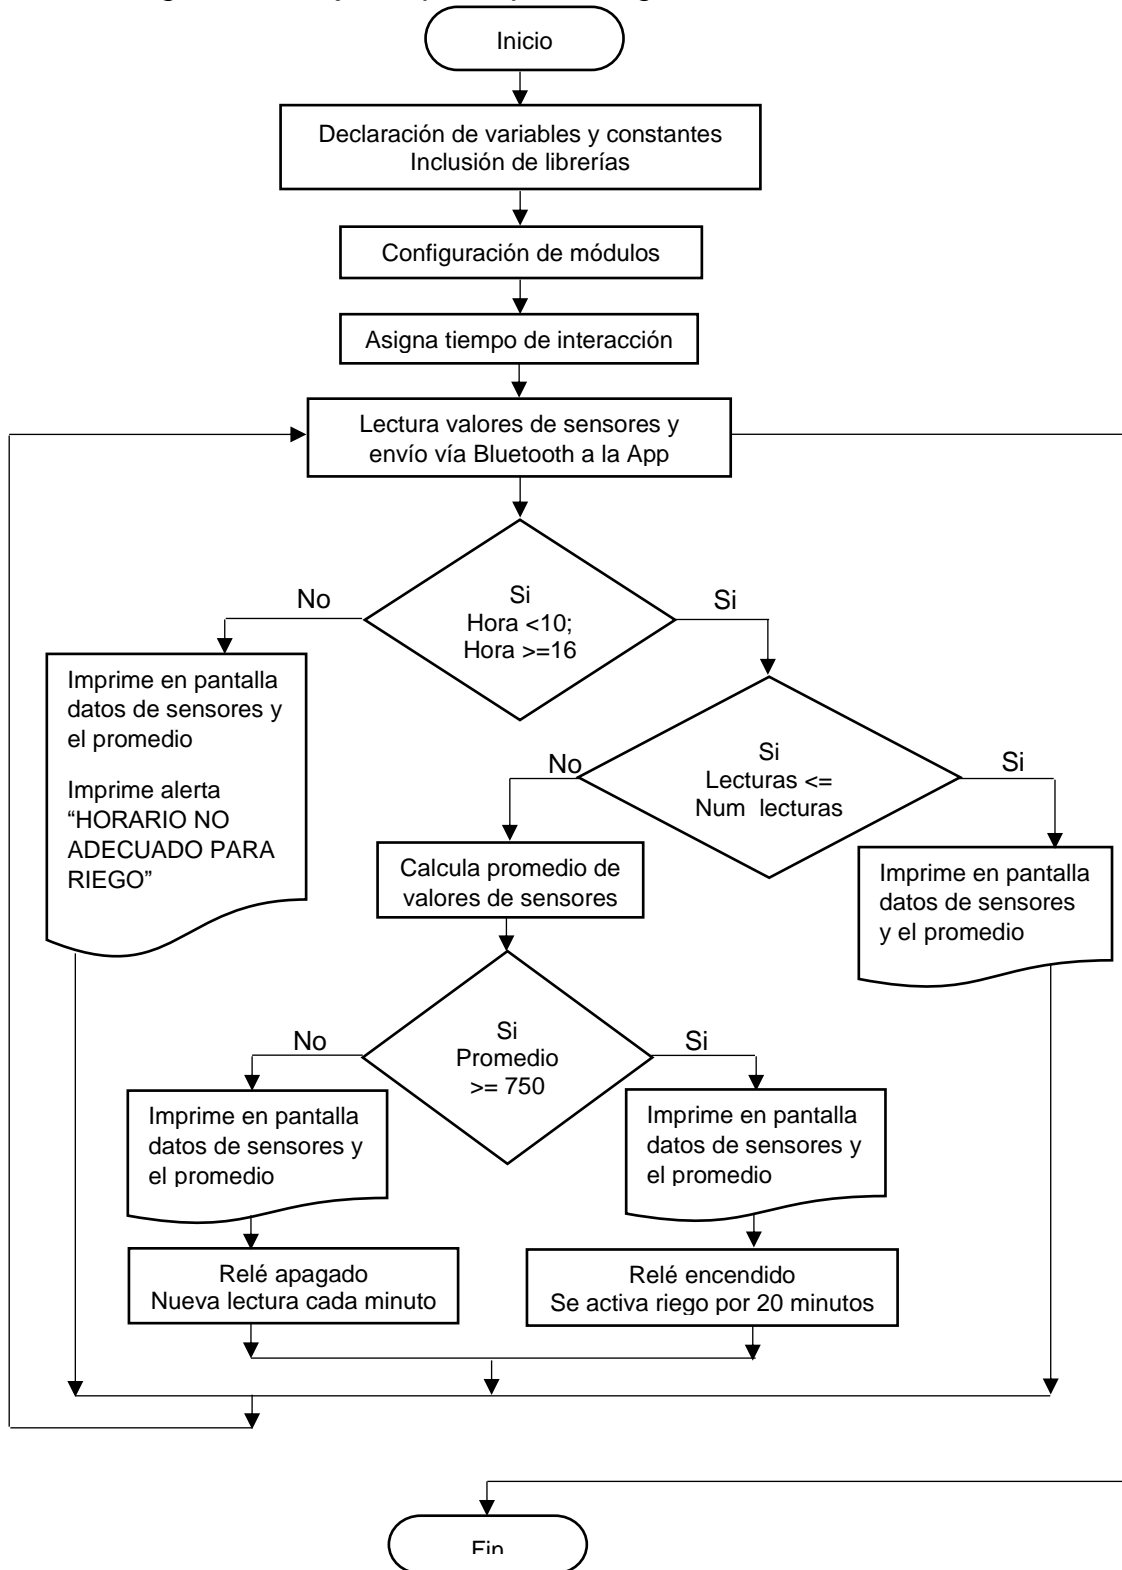 Inicio
Declaración de variables y constantes
Inclusión de librerías
Configuración de módulos
Asigna tiempo de interacción
Lectura valores de sensores y
envío vía Bluetooth a la App
Si
Hora <10;
Hora >=16
No
Si
Imprime en pantalla
datos de sensores y
el promedio
Imprime alerta
“HORARIO NO
ADECUADO PARA
RIEGO”
Si
Lecturas <=
Num lecturas
No
Si
Calcula promedio de
valores de sensores
Imprime en pantalla
datos de sensores
y el promedio
Si
Promedio
>= 750
No
Si
Imprime en pantalla
datos de sensores y
el promedio
Imprime en pantalla
datos de sensores y
el promedio
Relé apagado
Nueva lectura cada minuto
Relé encendido
Se activa riego por 20 minutos
Fin